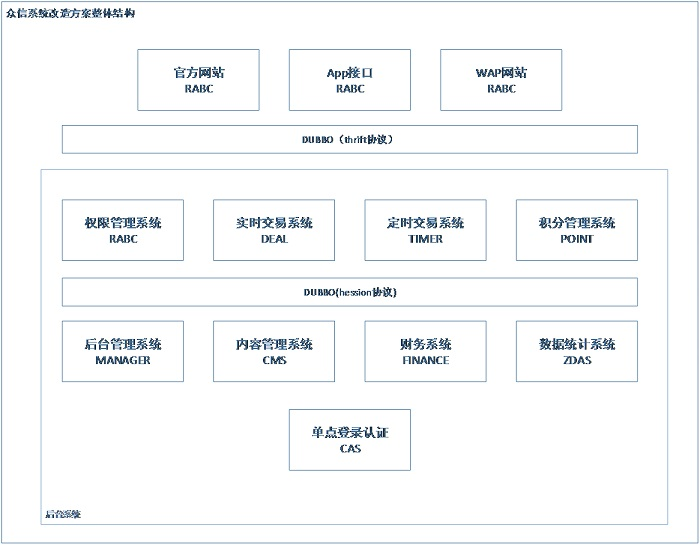 众信系统改造方案整体结构
官方网站
RABC
App接口
RABC
WAP网站
RABC
DUBBO（thrift协议）
权限管理系统
RABC
实时交易系统
DEAL
定时交易系统
TIMER
积分管理系统
POINT
DUBBO(hession协议)
后台管理系统
MANAGER
内容管理系统
CMS
财务系统
FINANCE
数据统计系统
ZDAS
单点登录认证
CAS
后台系统